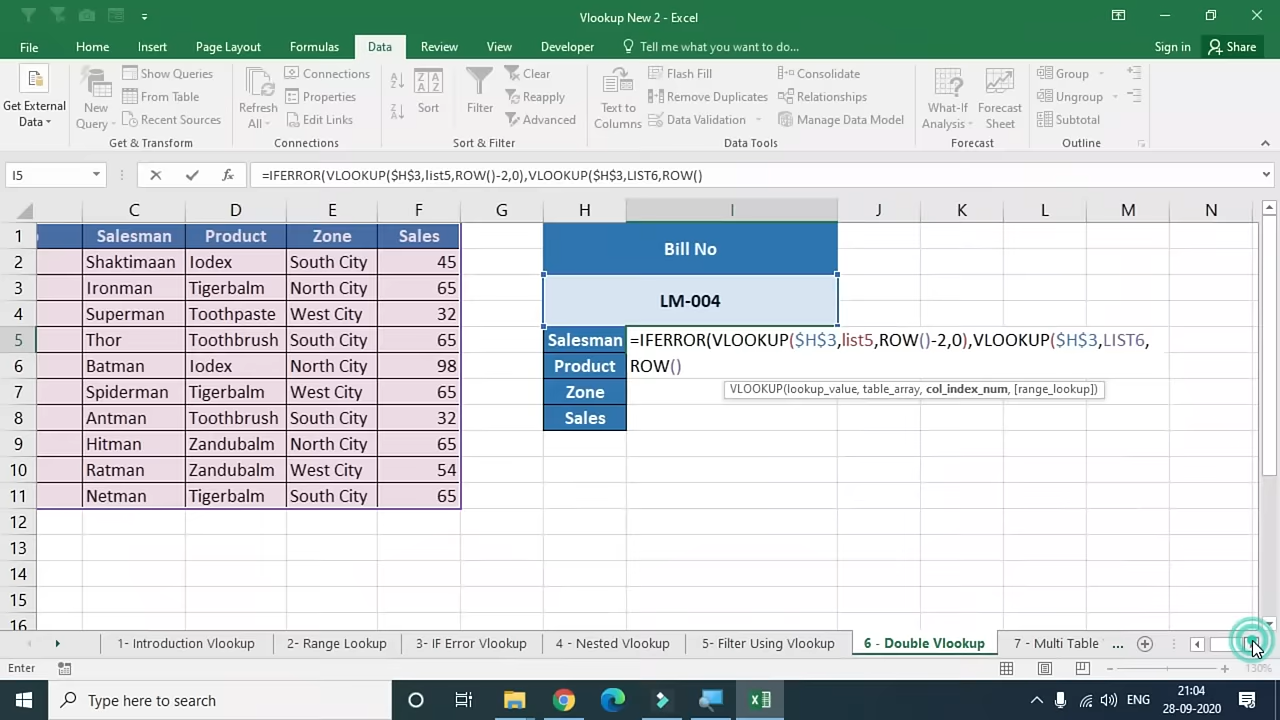 Vlookup New 2 - Excel
File Home Insert Page Layout Formulas Data Review View Developer Tell me what you want to do... Sign in Share
Get External Data
New Query
Show Queries
From Table
Recent Sources
Get & Transform
Refresh All
Connections
Properties
Edit Links
Connections
Sort
Filter
Clear
Reapply
Advanced
Sort & Filter
Text to Columns
Flash Fill
Remove Duplicates
Data Validation
Consolidate
Relationships
Manage Data Model
Data Tools
What-If Analysis
Forecast Sheet
Forecast
Group
Ungroup
Subtotal
Outline
I5 fx =IFERROR(VLOOKUP($H$3,list5,ROW()-2,0),VLOOKUP($H$3,LIST6,ROW()
C D E F G H I J K L M N
1 Salesman Product Zone Sales Bill No
2 Shaktimaan Iodex South City 45
3 Ironman Tigerbalm North City 65 LM-004
4 Superman Toothpaste West City 32
5 Thor Toothbrush South City 65 Salesman =IFERROR(VLOOKUP($H$3,list5,ROW()-2,0),VLOOKUP($H$3,LIST6,
6 Batman Iodex North City 98 Product ROW()
VLOOKUP(lookup_value, table_array, col_index_num, [range_lookup])
7 Spiderman Tigerbalm West City 65 Zone
8 Antman Toothbrush South City 32 Sales
9 Hitman Zandubalm North City 65
10 Ratman Zandubalm West City 54
11 Netman Tigerbalm South City 65
12
13
14
15
16
1- Introduction Vlookup 2- Range Lookup 3- IF Error Vlookup 4 - Nested Vlookup 5- Filter Using Vlookup 6 - Double Vlookup 7 - Multi Table ...
Enter 130%
Type here to search ENG 21:04
28-09-2020